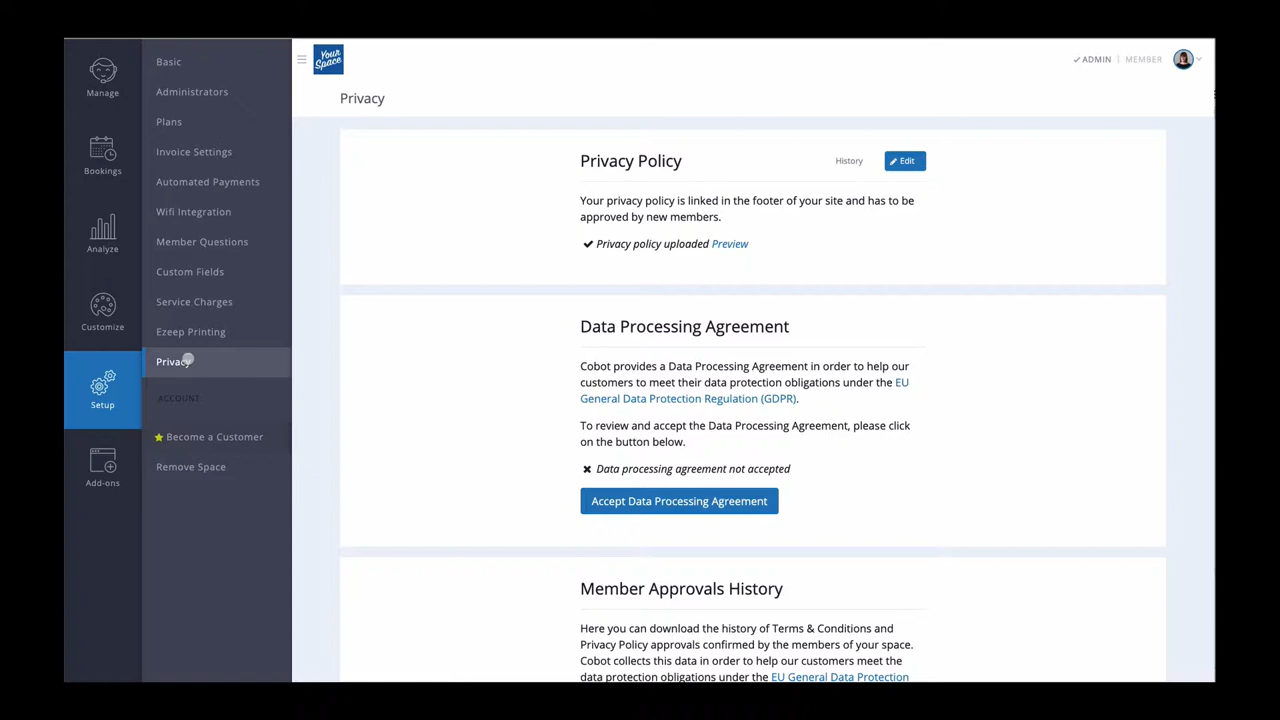 Manage
Bookings
Analyze
Customize
Setup
Add-ons
Basic
Administrators
Plans
Invoice Settings
Automated Payments
Wifi Integration
Member Questions
Custom Fields
Service Charges
Ezeep Printing
Privacy
ACCOUNT
Become a Customer
Remove Space
Your
Space
ADMIN | MEMBER
Privacy
Privacy Policy
History
Edit
Your privacy policy is linked in the footer of your site and has to be
approved by new members.
Privacy policy uploaded Preview
Data Processing Agreement
Cobot provides a Data Processing Agreement in order to help our
customers to meet their data protection obligations under the EU
General Data Protection Regulation (GDPR).
To review and accept the Data Processing Agreement, please click
on the button below.
Data processing agreement not accepted
Accept Data Processing Agreement
Member Approvals History
Here you can download the history of Terms & Conditions and
Privacy Policy approvals confirmed by the members of your space.
Cobot collects this data in order to help our customers meet the
data protection obligations under the EU General Data Protection